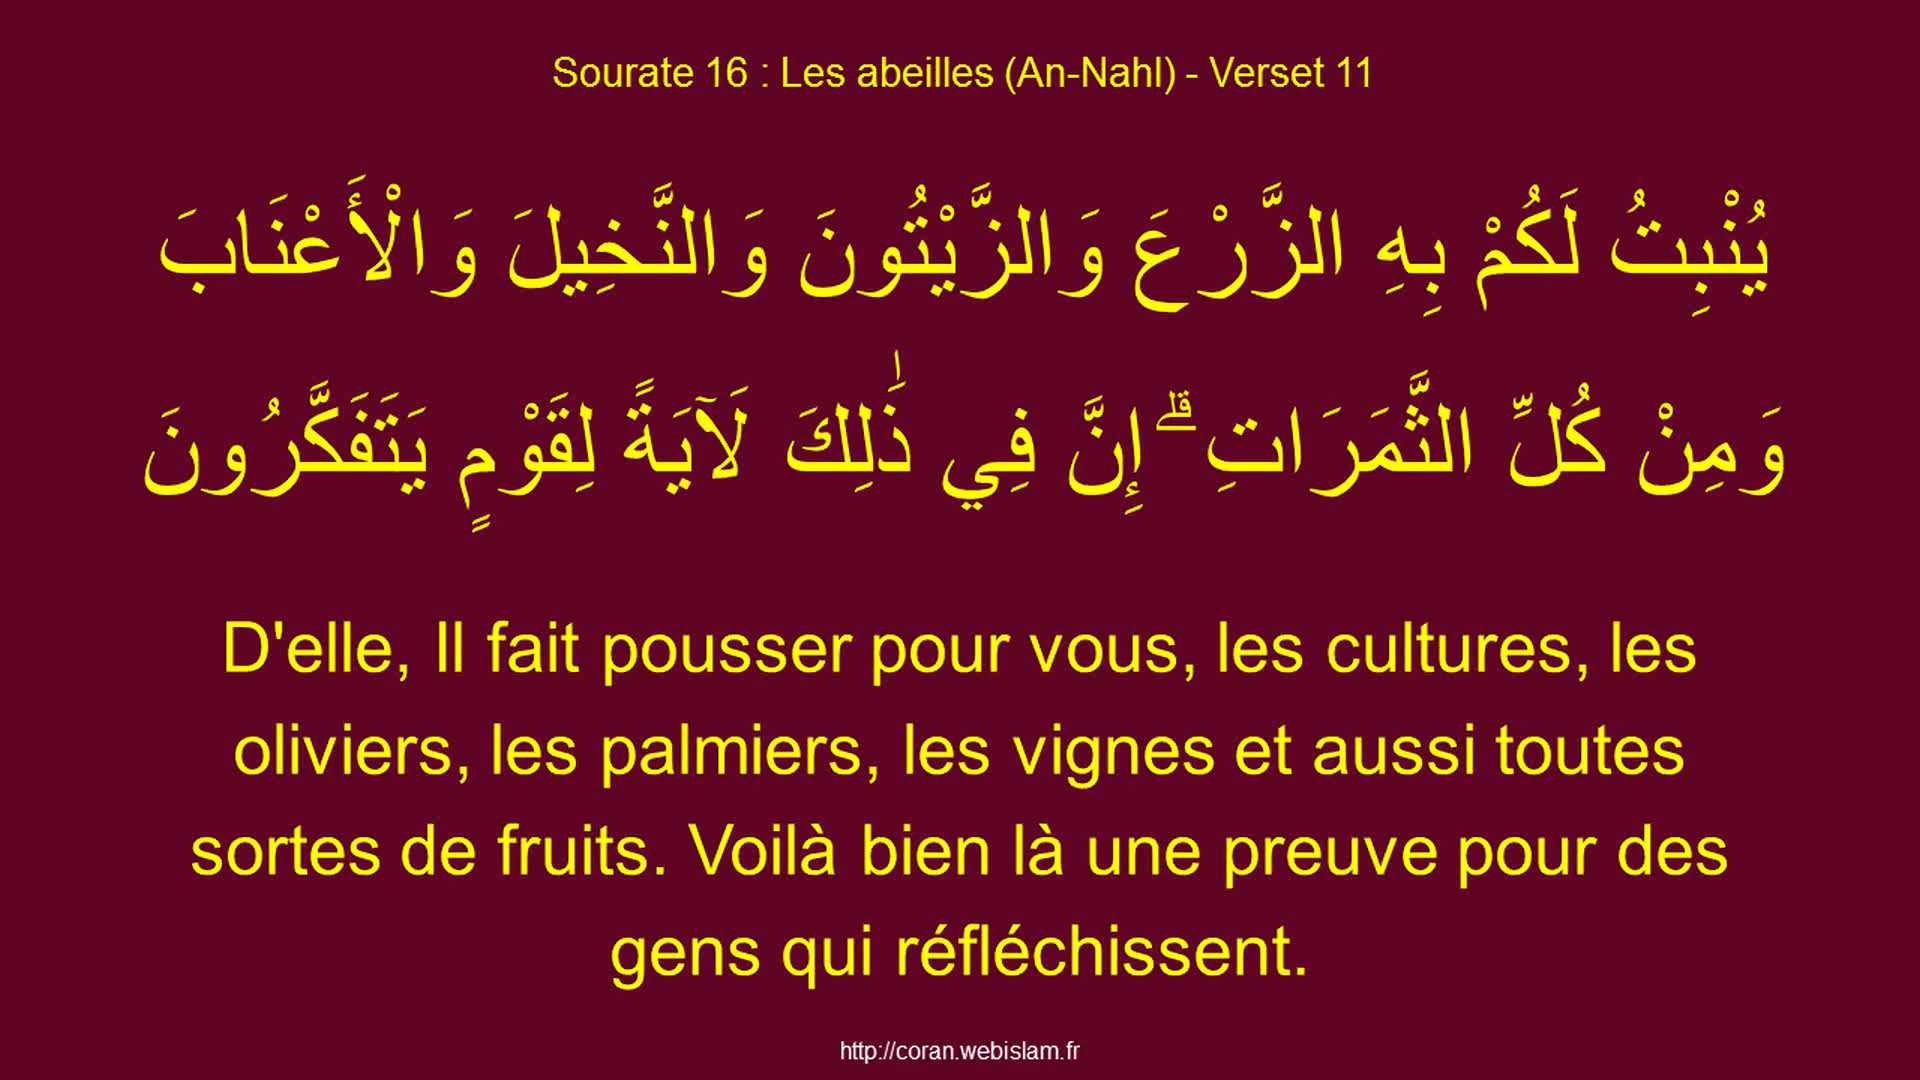 Sourate 16 : Les abeilles (An-Nahl) - Verset 11
يُنْبِتُ لَكُمْ بِهِ الزَّرْعَ وَالزَّيْتُونَ وَالنَّخِيلَ وَالْأَعْنَابَ
وَمِنْ كُلِّ الثَّمَرَاتِ ۗ إِنَّ فِي ذَٰلِكَ لَآيَةً لِقَوْمٍ يَتَفَكَّرُونَ
D'elle, Il fait pousser pour vous, les cultures, les
oliviers, les palmiers, les vignes et aussi toutes
sortes de fruits. Voilà bien là une preuve pour des
gens qui réfléchissent.
http://coran.webislam.fr